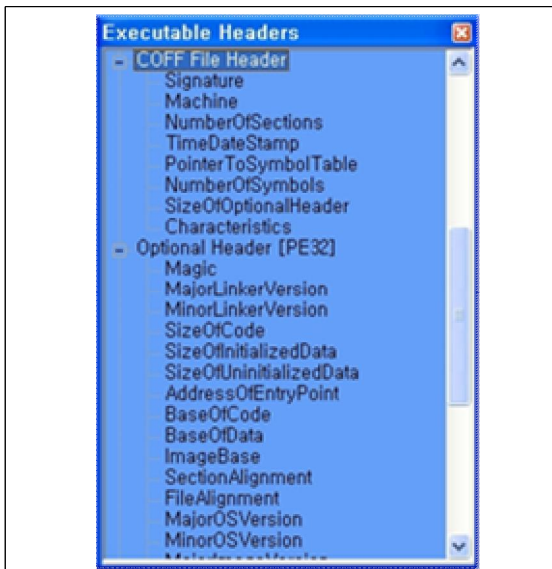 Executable Headers
COFF File Header
Signature
Machine
NumberOfSections
TimeDateStamp
PointerToSymbolTable
NumberOfSymbols
SizeOfOptionalHeader
Characteristics
Optional Header [PE32]
Magic
MajorLinkerVersion
MinorLinkerVersion
SizeOfCode
SizeOfInitializedData
SizeOfUninitializedData
AddressOfEntryPoint
BaseOfCode
BaseOfData
ImageBase
SectionAlignment
FileAlignment
MajorOSVersion
MinorOSVersion